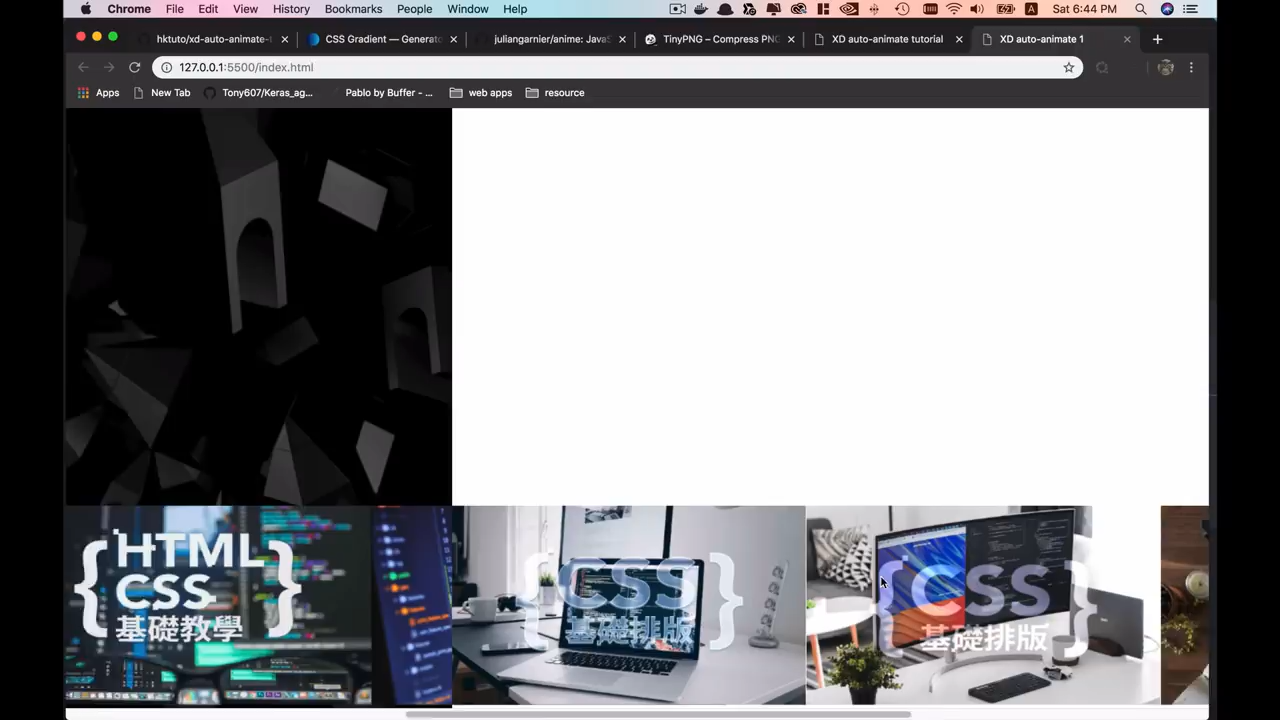 Chrome File Edit View History Bookmarks People Window Help Sat 6:44 PM
hktuto/xd-auto-animate- CSS Gradient — Generato juliangarnier/anime: JavaS TinyPNG – Compress PNG XD auto-animate tutorial XD auto-animate 1
127.0.0.1:5500/index.html
Apps New Tab Tony607/Keras_ag... Pablo by Buffer - ... web apps resource
{ HTML }
CSS
基礎教學
{ CSS }
基礎排版
{ CSS }
基礎排版